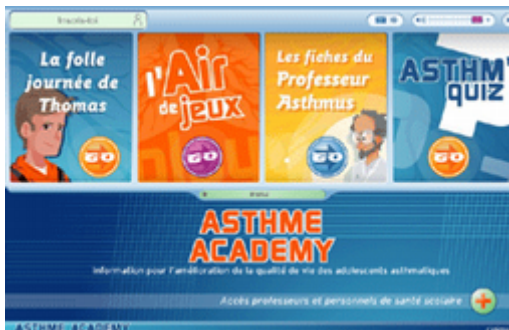 Inscris-toi
La folle
journée de
Thomas
GO
l'Air
de jeux
GO
Les fiches du
Professeur
Asthmus
GO
ASTHM'
QUIZ
GO
menu
ASTHME
ACADEMY
Information pour l'amélioration de la qualité de vie des adolescents asthmatiques
Accès professeurs et personnels de santé scolaire
ASTHME ACADEMY